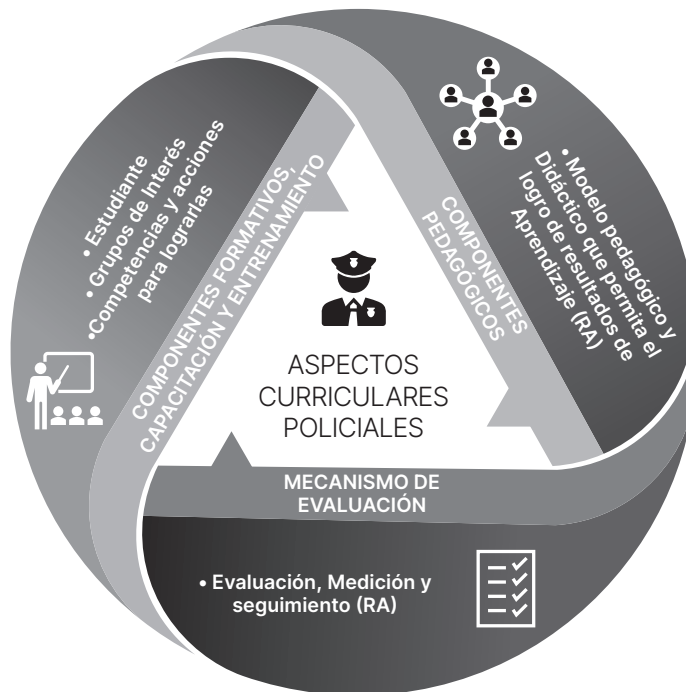 • Estudiante
• Grupos de Interés
•Competencias y acciones
para lograrlas
COMPONENTES FORMATIVOS,
CAPACITACIÓN Y ENTRENAMIENTO
COMPONENTES
PEDAGÓGICOS
• Modelo pedagógico y
Didáctico que permita el
logro de resultados de
Aprendizaje (RA)
ASPECTOS
CURRICULARES
POLICIALES
MECANISMO DE
EVALUACIÓN
• Evaluación, Medición y
seguimiento (RA)